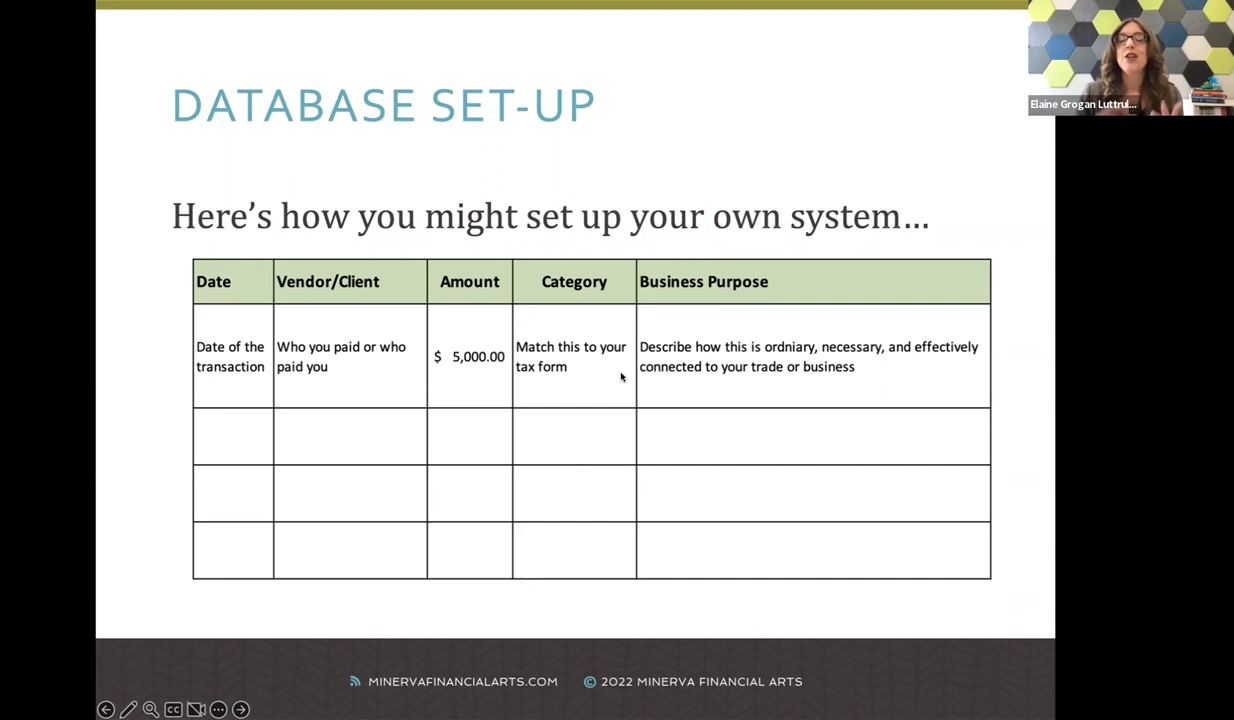 DATABASE SET-UP
Elaine Grogan Luttrul...
Here's how you might set up your own system...
Date Vendor/Client Amount Category Business Purpose
Date of the transaction
Who you paid or who paid you
$ 5,000.00
Match this to your tax form
Describe how this is ordniary, necessary, and effectively connected to your trade or business
MINERVAFINANCIALARTS.COM © 2022 MINERVA FINANCIAL ARTS
CC